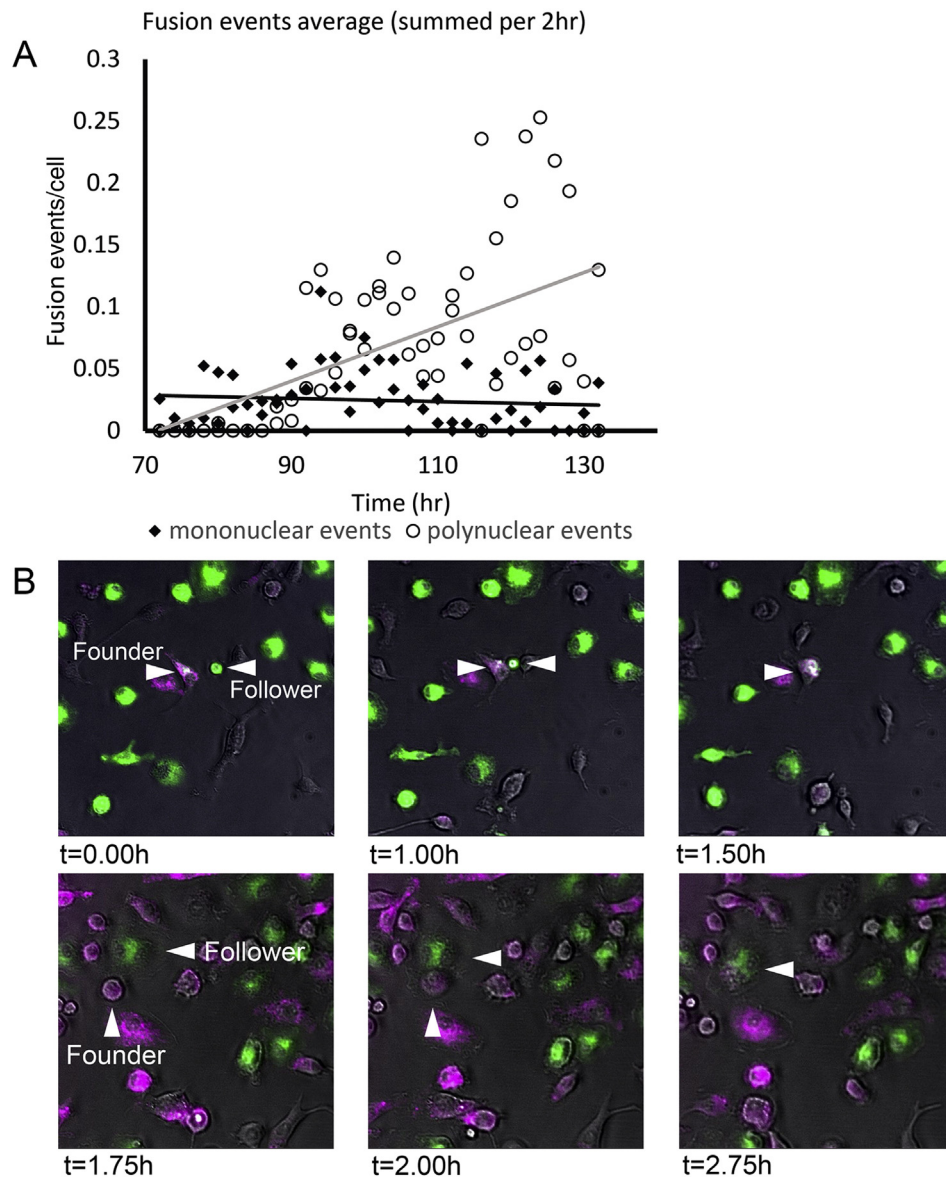 Fusion events average (summed per 2hr)
A
0.3
0.25
0.2
0.15
0.1
0.05
0
Fusion events/cell
70 90 110 130
Time (hr)
mononuclear events polynuclear events
B
Founder
Follower
t=0.00h t=1.00h t=1.50h
Follower
Founder
t=1.75h t=2.00h t=2.75h